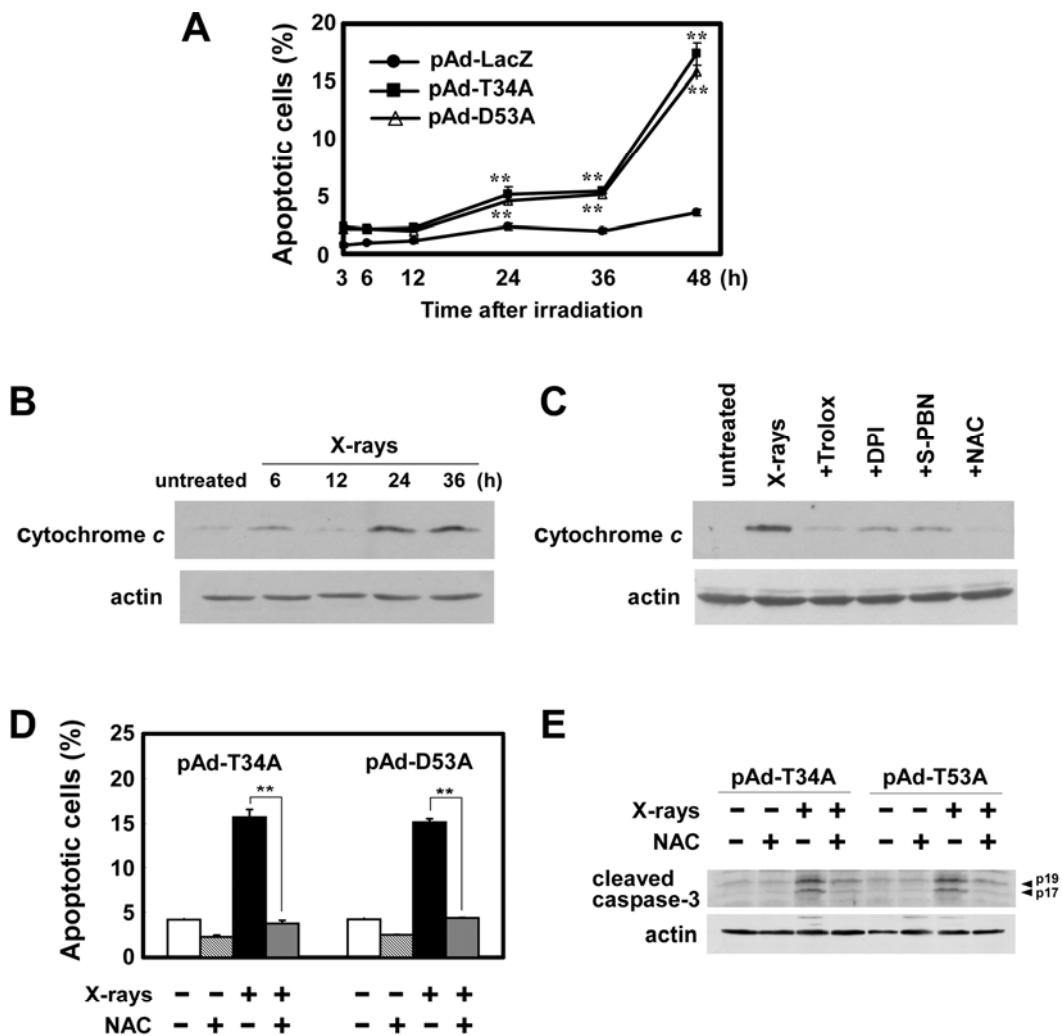 A
Apoptotic cells (%)
20
15
10
5
0
pAd-LacZ
pAd-T34A
pAd-D53A
**
**
**
**
**
**
3 6 12 24 36 48 (h)
Time after irradiation
B
X-rays
untreated 6 12 24 36 (h)
Cytochrome c
actin
C
untreated
X-rays
+Trolox
+DPI
+S-PBN
+NAC
Cytochrome c
actin
D
Apoptotic cells (%)
25
20
15
10
5
0
pAd-T34A pAd-D53A
** **
X-rays - - + + - - + +
NAC - + - + - + - +
E
pAd-T34A pAd-T53A
X-rays - - + + - - + +
NAC - + - + - + - +
cleaved
caspase-3
p19
p17
actin